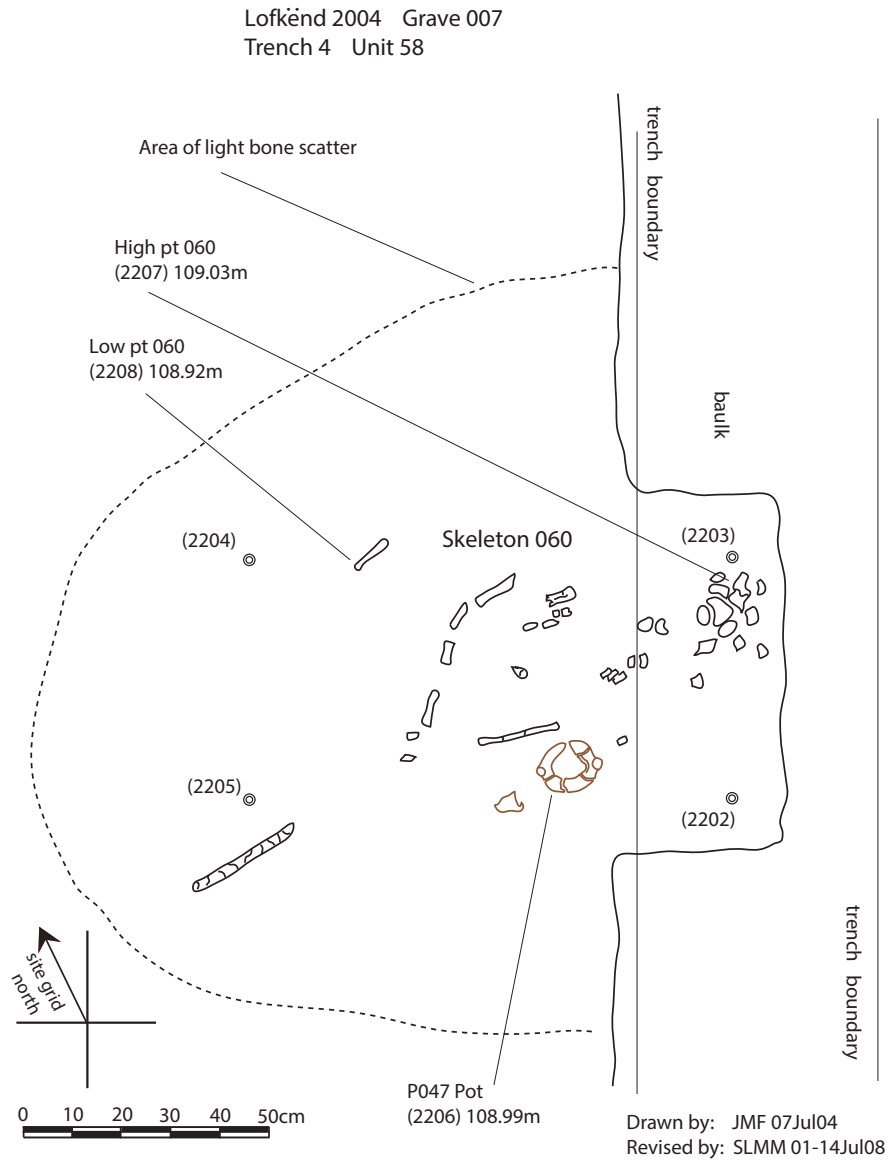 Lofkënd 2004 Grave 007
Trench 4 Unit 58
trench boundary
Area of light bone scatter
High pt 060
(2207) 109.03m
Low pt 060
(2208) 108.92m
baulk
(2204)
Skeleton 060
(2203)
(2205)
(2202)
trench boundary
site grid
north
P047 Pot
(2206) 108.99m
0 10 20 30 40 50cm
Drawn by: JMF 07Jul04
Revised by: SLMM 01-14Jul08